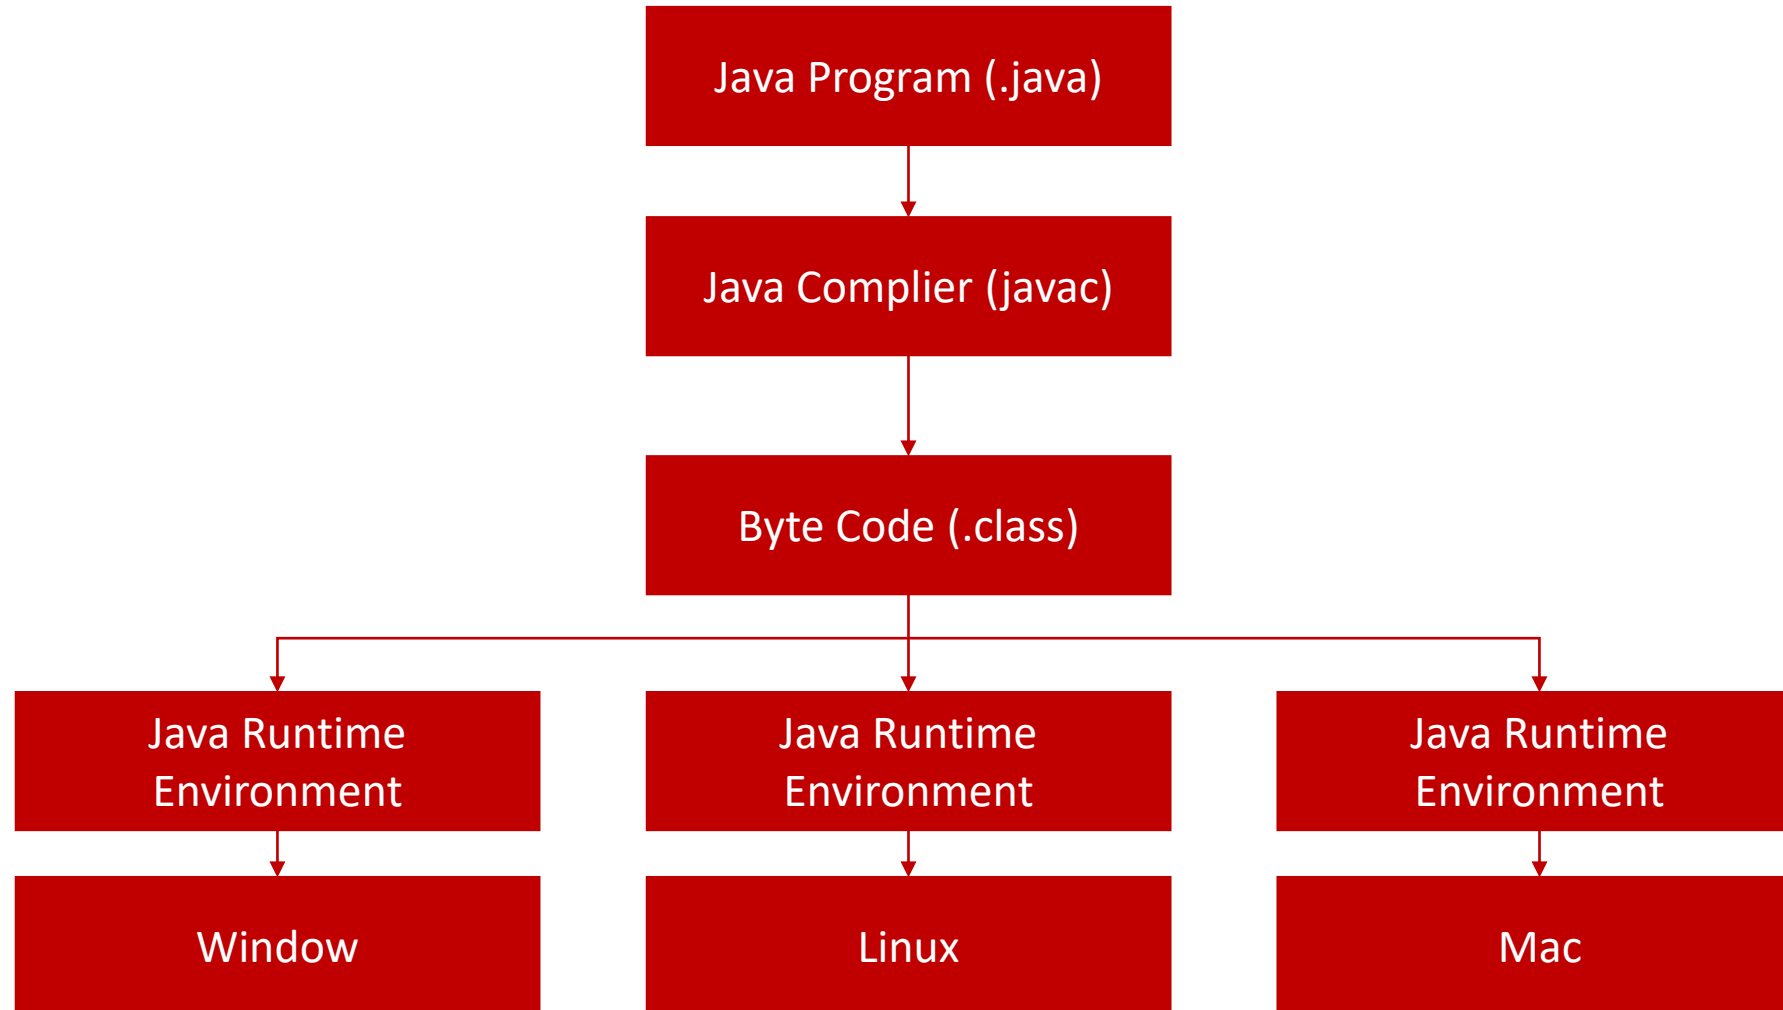 Java Program (.java)
Java Complier (javac)
Byte Code (.class)
Java Runtime
Environment
Java Runtime
Environment
Java Runtime
Environment
Window
Linux
Mac